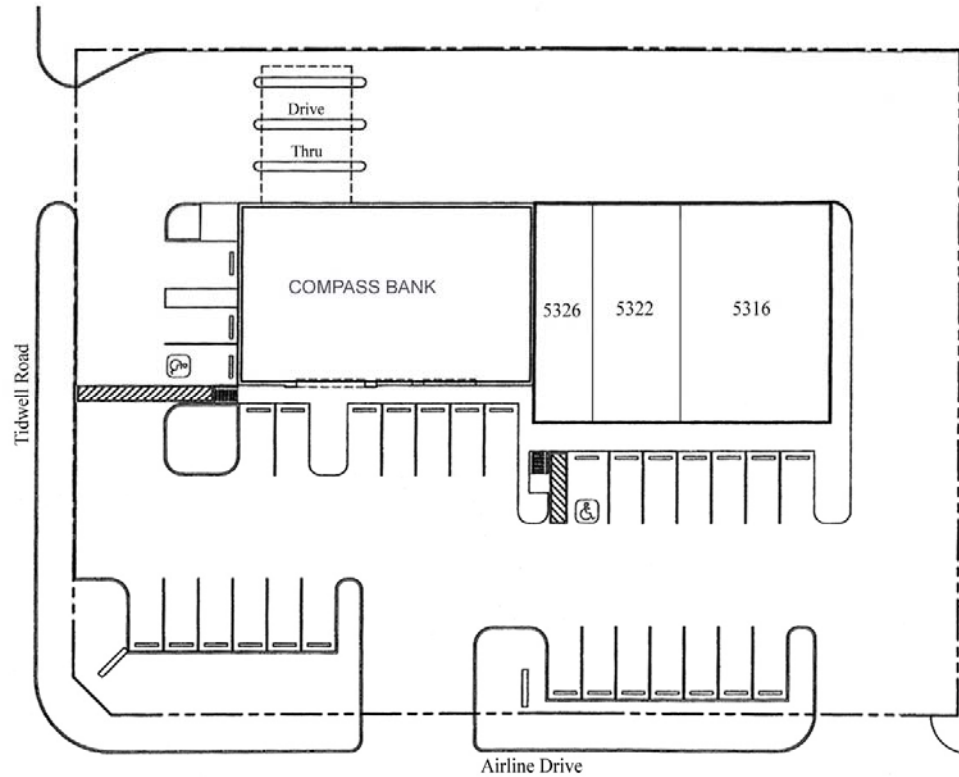 Drive
Thru
COMPASS BANK
5326
5322
5316
Tidwell Road
Airline Drive